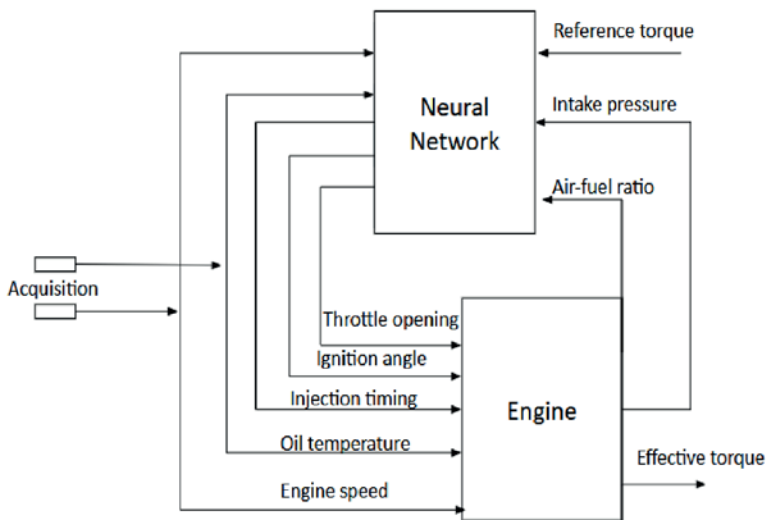 Reference torque
Neural
Network
Intake pressure
Air-fuel ratio
Acquisition
Throttle opening
Ignition angle
Injection timing
Engine
Oil temperature
Effective torque
Engine speed